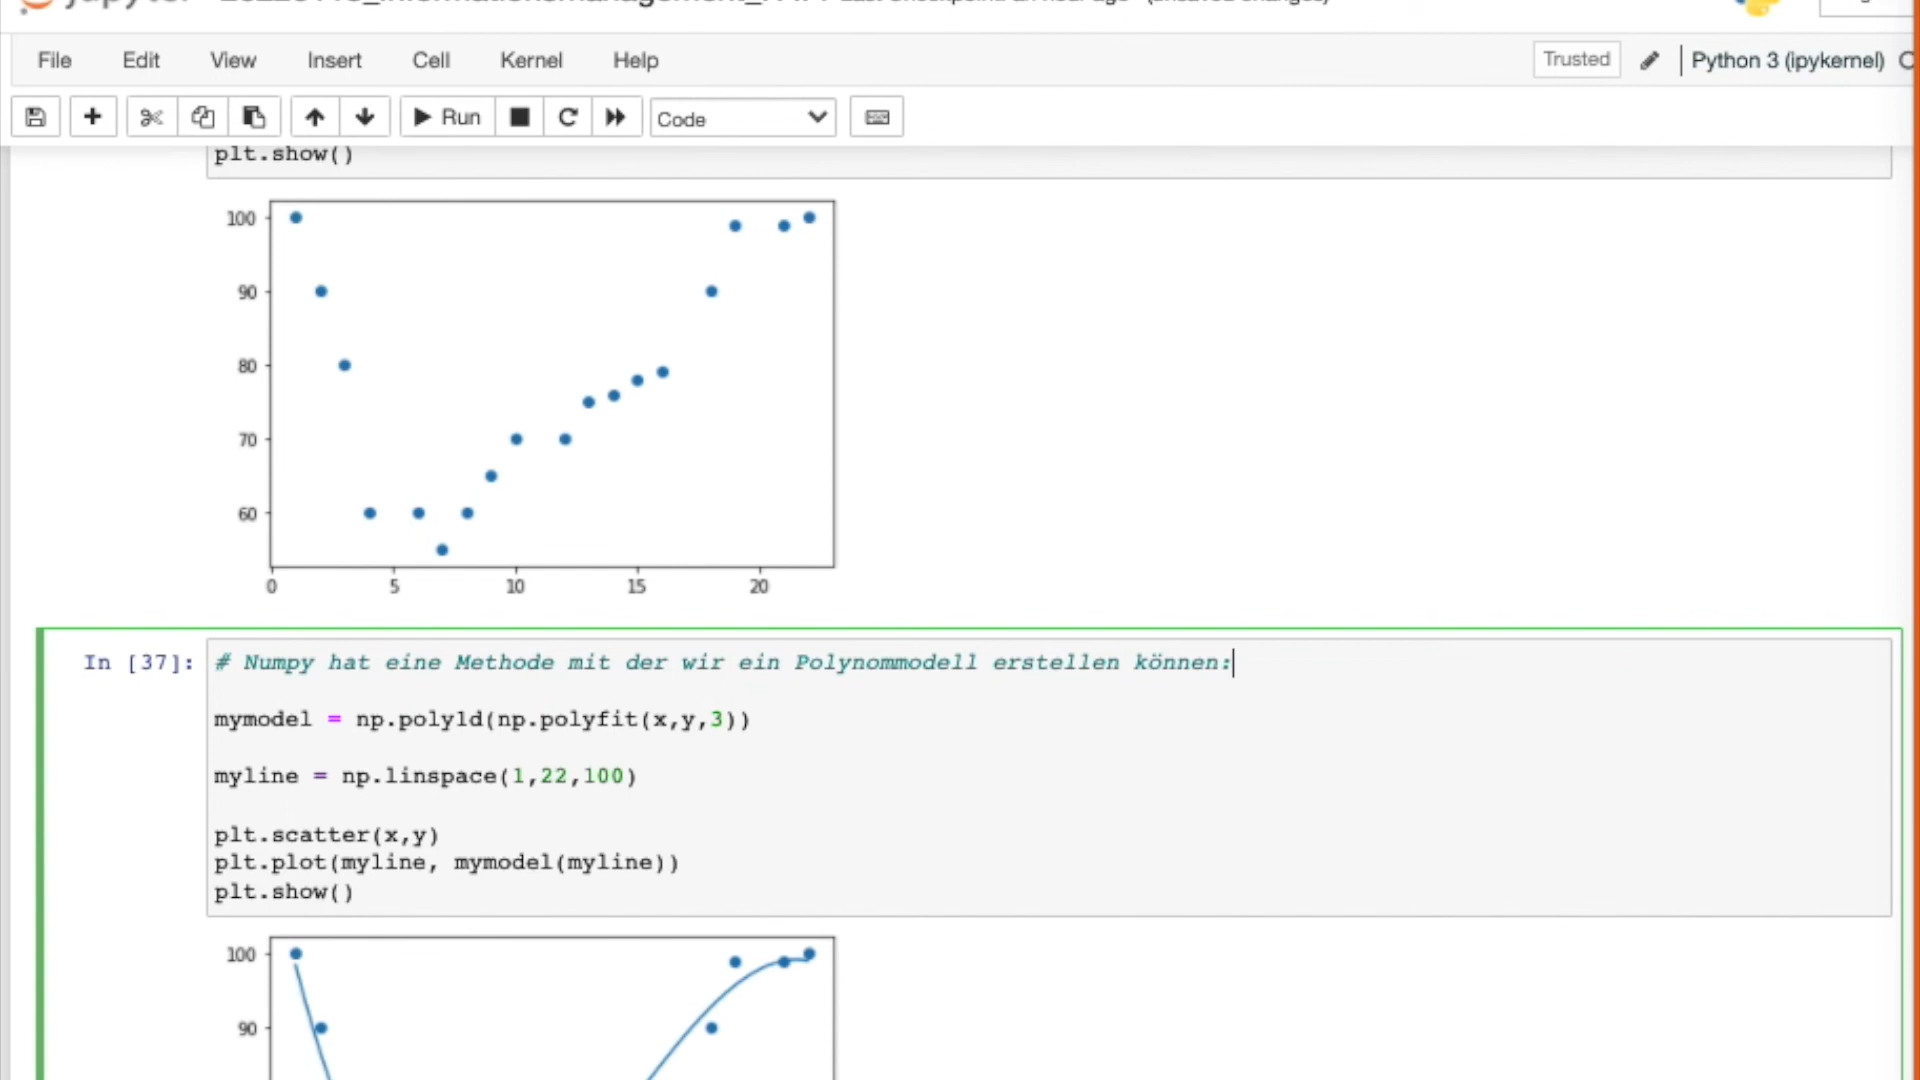 File Edit View Insert Cell Kernel Help Trusted Python 3 (ipykernel)
Run Code
plt.show()
100
90
80
70
60
0 5 10 15 20
In [37]: # Numpy hat eine Methode mit der wir ein Polynommodell erstellen können:
mymodel = np.poly1d(np.polyfit(x,y,3))
myline = np.linspace(1,22,100)
plt.scatter(x,y)
plt.plot(myline, mymodel(myline))
plt.show()
100
90